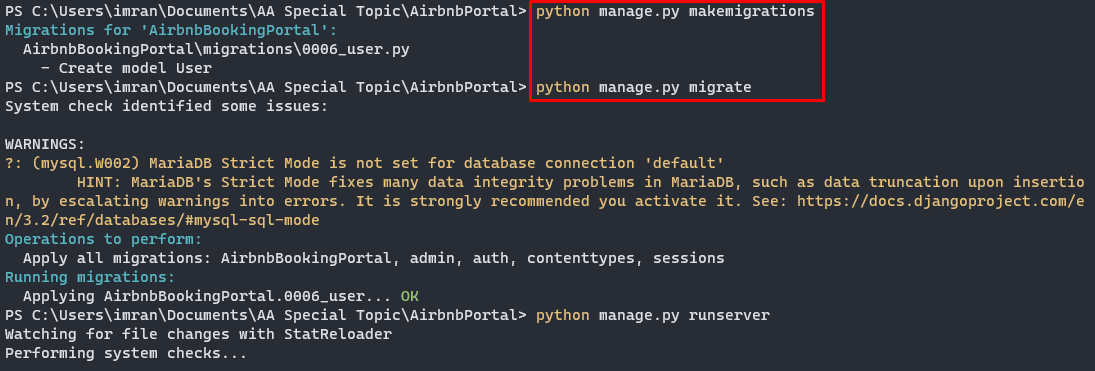 PS C:\Users\imran\Documents\AA Special Topic\AirbnbPortal> python manage.py makemigrations
Migrations for 'AirbnbBookingPortal':
  AirbnbBookingPortal\migrations\0006_user.py
    - Create model User
PS C:\Users\imran\Documents\AA Special Topic\AirbnbPortal> python manage.py migrate
System check identified some issues:

WARNINGS:
?: (mysql.W002) MariaDB Strict Mode is not set for database connection 'default'
        HINT: MariaDB's Strict Mode fixes many data integrity problems in MariaDB, such as data truncation upon insertio
n, by escalating warnings into errors. It is strongly recommended you activate it. See: https://docs.djangoproject.com/e
n/3.2/ref/databases/#mysql-sql-mode
Operations to perform:
  Apply all migrations: AirbnbBookingPortal, admin, auth, contenttypes, sessions
Running migrations:
  Applying AirbnbBookingPortal.0006_user... OK
PS C:\Users\imran\Documents\AA Special Topic\AirbnbPortal> python manage.py runserver
Watching for file changes with StatReloader
Performing system checks...